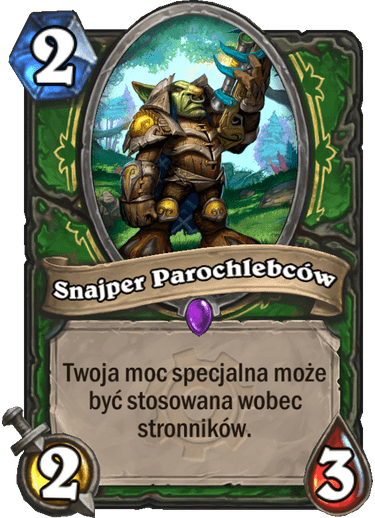 2
Snajper Parochlebców
Twoja moc specjalna może
być stosowana wobec
stronników.
2
3